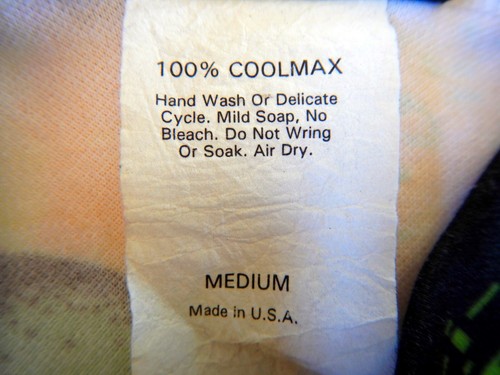 100% COOLMAX
Hand Wash Or Delicate
Cycle. Mild Soap, No
Bleach. Do Not Wring
Or Soak. Air Dry.
MEDIUM
Made in U.S.A.